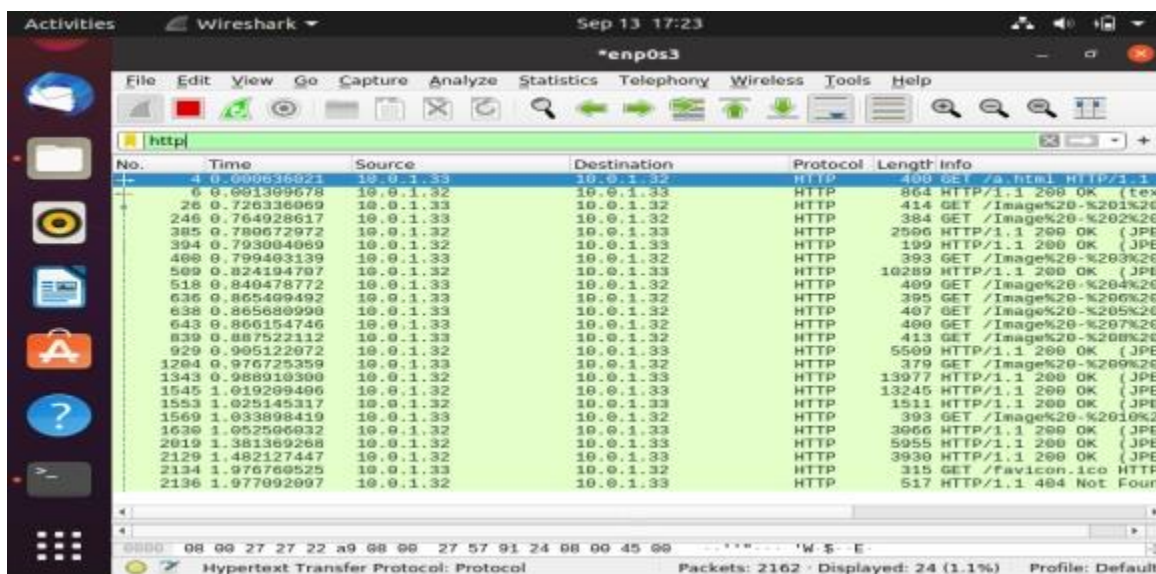 Activities Wireshark Sep 13 17:23
*enp0s3
File Edit View Go Capture Analyze Statistics Telephony Wireless Tools Help
http
No. Time Source Destination Protocol Length Info
4 0.000636021 10.0.1.33 10.0.1.32 HTTP 400 GET /a.html HTTP/1.1
6 0.001309678 10.0.1.32 10.0.1.33 HTTP 864 HTTP/1.1 200 OK (tex
26 0.726336069 10.0.1.33 10.0.1.32 HTTP 414 GET /Image%20-%201%20
246 0.764928617 10.0.1.33 10.0.1.32 HTTP 384 GET /Image%20-%202%20
385 0.780672972 10.0.1.32 10.0.1.33 HTTP 2506 HTTP/1.1 200 OK (JPE
394 0.793004069 10.0.1.32 10.0.1.33 HTTP 199 HTTP/1.1 200 OK (JPE
400 0.799403139 10.0.1.33 10.0.1.32 HTTP 393 GET /Image%20-%203%20
509 0.824194707 10.0.1.32 10.0.1.33 HTTP 10289 HTTP/1.1 200 OK (JPE
518 0.840478772 10.0.1.33 10.0.1.32 HTTP 409 GET /Image%20-%204%20
636 0.865409492 10.0.1.33 10.0.1.32 HTTP 395 GET /Image%20-%206%20
638 0.865680990 10.0.1.33 10.0.1.32 HTTP 407 GET /Image%20-%205%20
643 0.866154746 10.0.1.33 10.0.1.32 HTTP 400 GET /Image%20-%207%20
839 0.887522112 10.0.1.33 10.0.1.32 HTTP 413 GET /Image%20-%208%20
929 0.905122072 10.0.1.32 10.0.1.33 HTTP 5509 HTTP/1.1 200 OK (JPE
1204 0.976725359 10.0.1.33 10.0.1.32 HTTP 379 GET /Image%20-%209%20
1343 0.988910300 10.0.1.32 10.0.1.33 HTTP 13977 HTTP/1.1 200 OK (JPE
1545 1.019209406 10.0.1.32 10.0.1.33 HTTP 13245 HTTP/1.1 200 OK (JPE
1553 1.025145317 10.0.1.32 10.0.1.33 HTTP 1511 HTTP/1.1 200 OK (JPE
1569 1.033898419 10.0.1.33 10.0.1.32 HTTP 393 GET /Image%20-%2010%2
1630 1.052506032 10.0.1.32 10.0.1.33 HTTP 3066 HTTP/1.1 200 OK (JPE
2019 1.381369268 10.0.1.32 10.0.1.33 HTTP 5955 HTTP/1.1 200 OK (JPE
2129 1.482127447 10.0.1.32 10.0.1.33 HTTP 3930 HTTP/1.1 200 OK (JPE
2134 1.976760525 10.0.1.33 10.0.1.32 HTTP 315 GET /favicon.ico HTTP
2136 1.977092097 10.0.1.32 10.0.1.33 HTTP 517 HTTP/1.1 404 Not Foun
0000 08 00 27 27 22 a9 08 00 27 57 91 24 08 00 45 00 ··''"··· 'W·$··E·
Hypertext Transfer Protocol: Protocol Packets: 2162 · Displayed: 24 (1.1%) Profile: Default